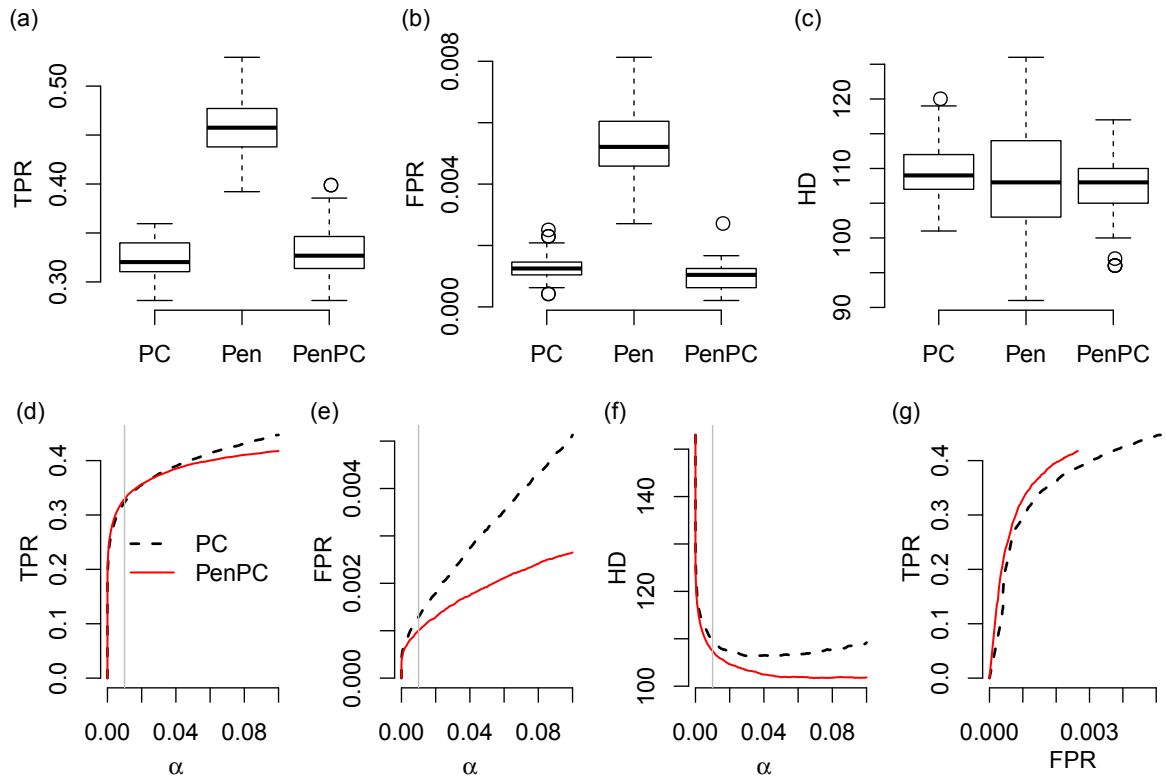 (a)
TPR
0.30 0.40 0.50
PC Pen PenPC
(b)
FPR
0.000 0.004 0.008
PC Pen PenPC
(c)
HD
90 100 110 120
PC Pen PenPC
(d)
TPR
0.0 0.1 0.2 0.3 0.4
PC
PenPC
0.00 0.04 0.08
α
(e)
FPR
0.000 0.002 0.004
0.00 0.04 0.08
α
(f)
HD
100 120 140
0.00 0.04 0.08
α
(g)
TPR
0.0 0.1 0.2 0.3 0.4
0.000 0.003
FPR